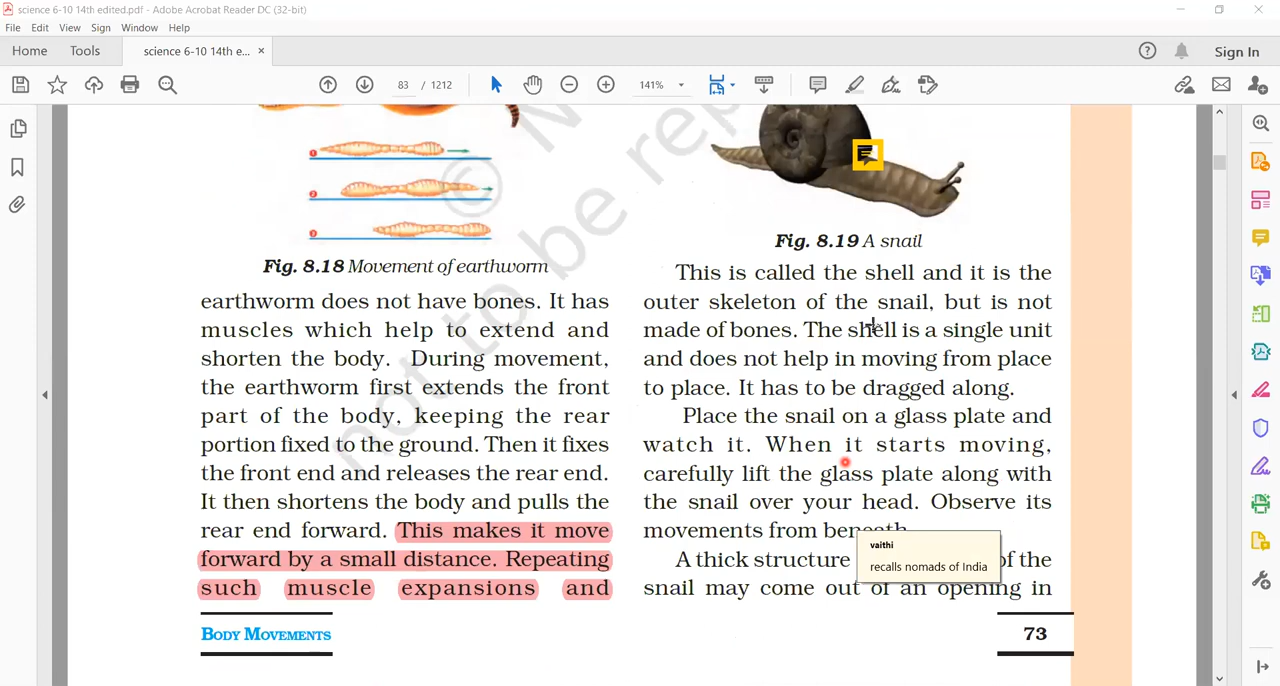 science 6-10 14th edited.pdf - Adobe Acrobat Reader DC (32-bit)
File Edit View Sign Window Help
Home Tools science 6-10 14th e... × Sign In
83 / 1212 141%
1
2
3
Fig. 8.18 Movement of earthworm
earthworm does not have bones. It has
muscles which help to extend and
shorten the body. During movement,
the earthworm first extends the front
part of the body, keeping the rear
portion fixed to the ground. Then it fixes
the front end and releases the rear end.
It then shortens the body and pulls the
rear end forward. This makes it move
forward by a small distance. Repeating
such muscle expansions and
BODY MOVEMENTS
Fig. 8.19 A snail
This is called the shell and it is the
outer skeleton of the snail, but is not
made of bones. The shell is a single unit
and does not help in moving from place
to place. It has to be dragged along.
Place the snail on a glass plate and
watch it. When it starts moving,
carefully lift the glass plate along with
the snail over your head. Observe its
movements from beneath.
A thick structure of the
snail may come out of an opening in
vaithi
recalls nomads of India
73
©
not to be rep